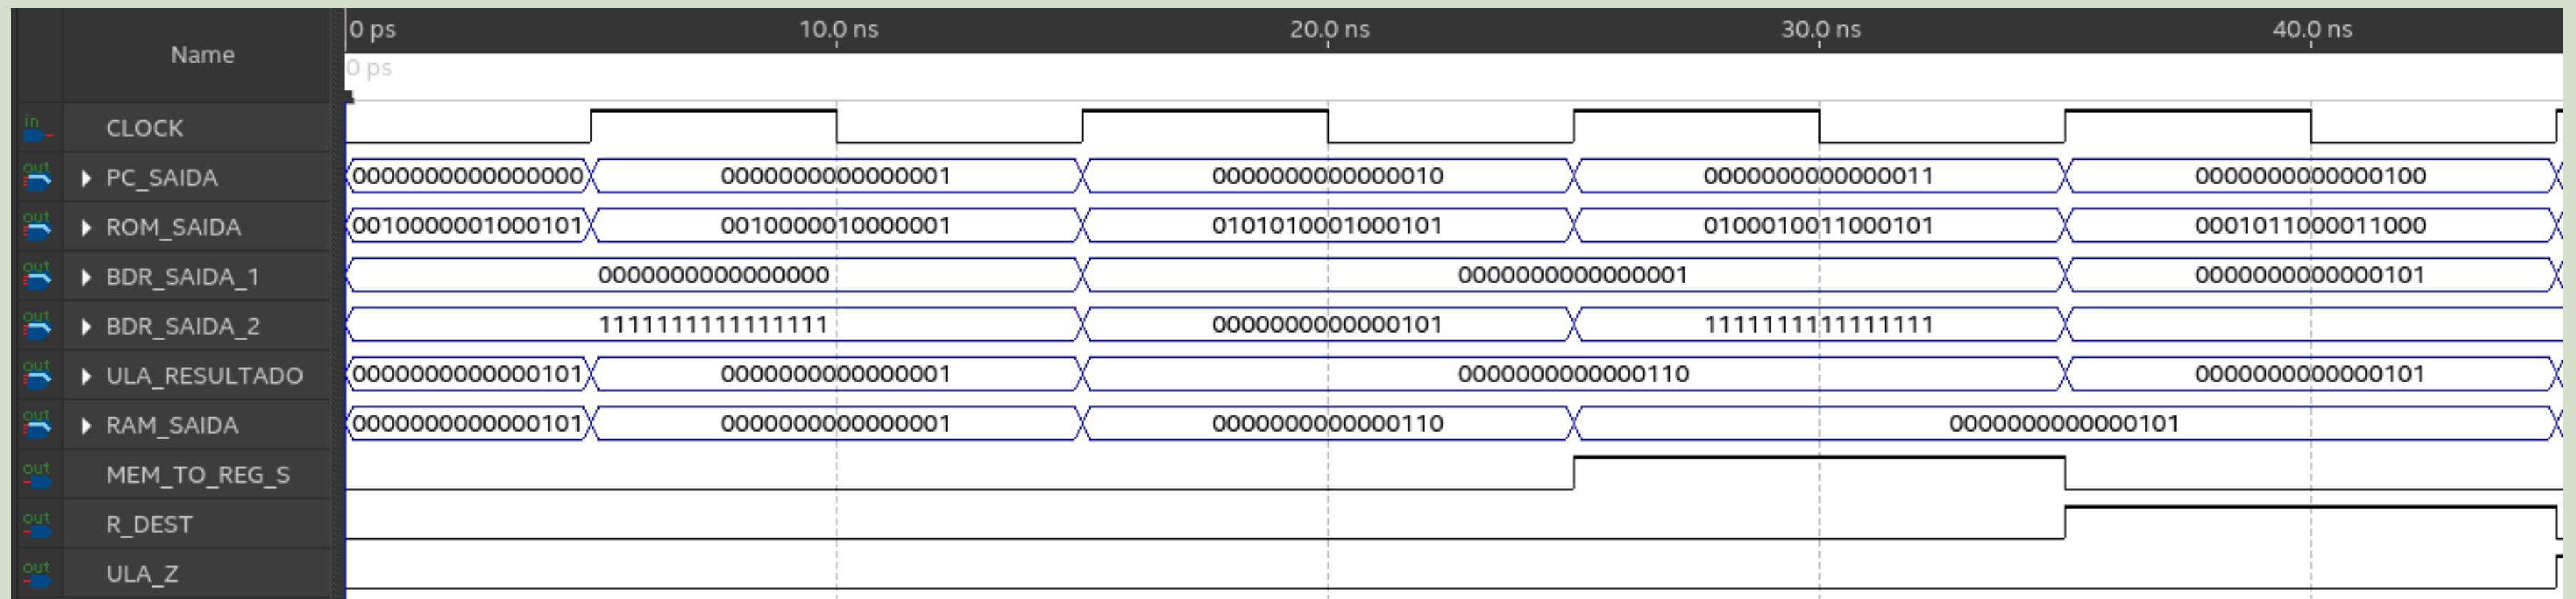 Name 0 ps 10.0 ns 20.0 ns 30.0 ns 40.0 ns
0 ps
in CLOCK
out PC_SAIDA 0000000000000000 0000000000000001 0000000000000010 0000000000000011 0000000000000100
out ROM_SAIDA 0010000001000101 0010000010000001 0101010001000101 0100010011000101 0001011000011000
out BDR_SAIDA_1 0000000000000000 0000000000000001 0000000000000101
out BDR_SAIDA_2 1111111111111111 0000000000000101 1111111111111111
out ULA_RESULTADO 0000000000000101 0000000000000001 0000000000000110 0000000000000101
out RAM_SAIDA 0000000000000101 0000000000000001 0000000000000110 0000000000000101
out MEM_TO_REG_S
out R_DEST
out ULA_Z